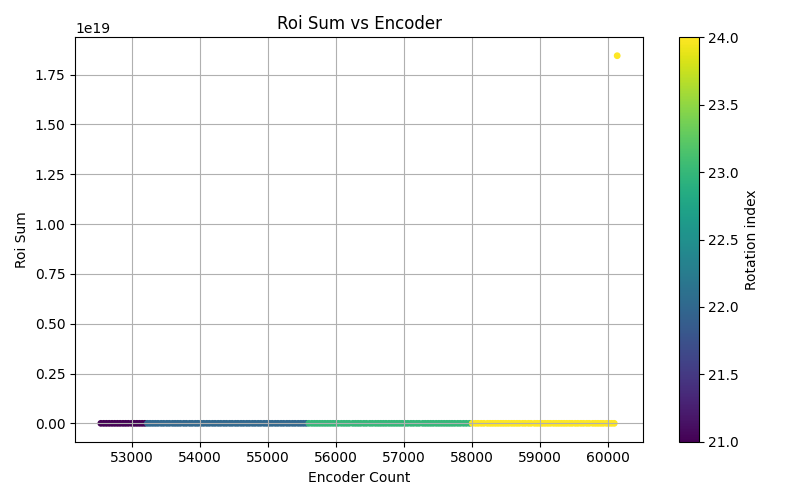 Roi Sum vs Encoder
1e19
1.75
1.50
1.25
1.00
0.75
0.50
0.25
0.00
Roi Sum
53000 54000 55000 56000 57000 58000 59000 60000
Encoder Count
24.0
23.5
23.0
22.5
22.0
21.5
21.0
Rotation index